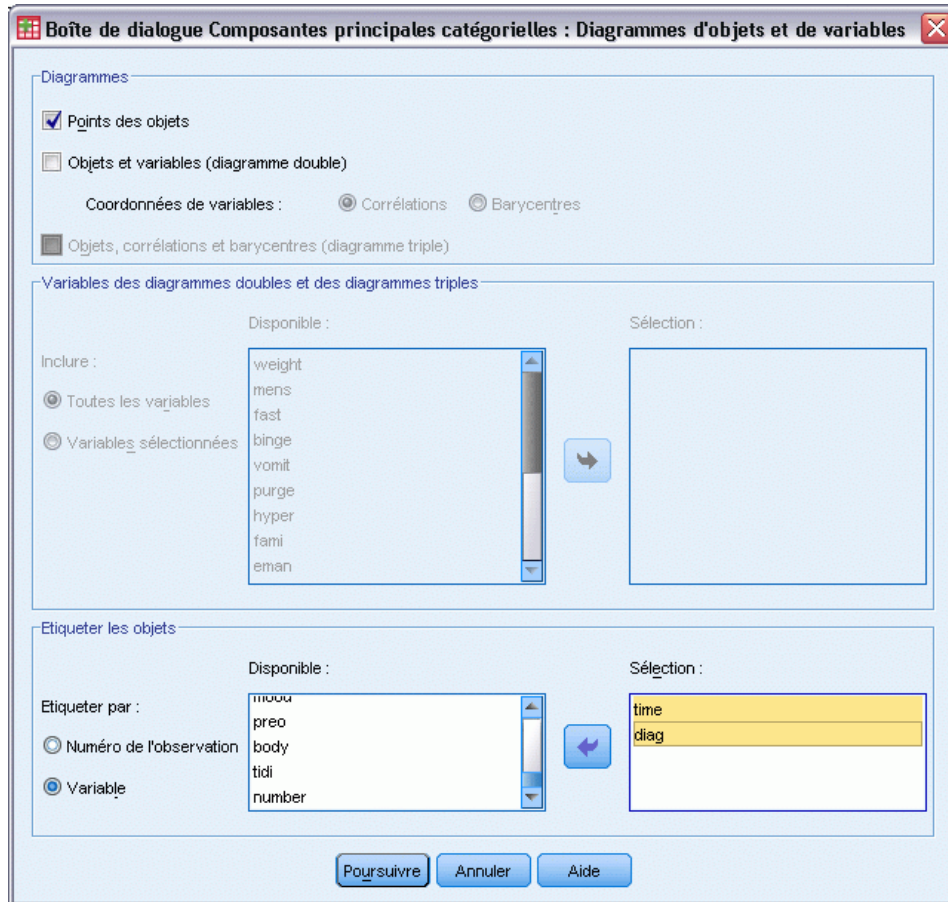 Boîte de dialogue Composantes principales catégorielles : Diagrammes d'objets et de variables
Diagrammes
Points des objets
Objets et variables (diagramme double)
Coordonnées de variables : Corrélations Barycentres
Objets, corrélations et barycentres (diagramme triple)
Variables des diagrammes doubles et des diagrammes triples
Disponible : Sélection :
Inclure :
Toutes les variables
Variables sélectionnées
weight
mens
fast
binge
vomit
purge
hyper
fami
eman
Etiqueter les objets
Disponible : Sélection :
Etiqueter par :
Numéro de l'observation
Variable
mood
preo
body
tidi
number
time
diag
Poursuivre Annuler Aide